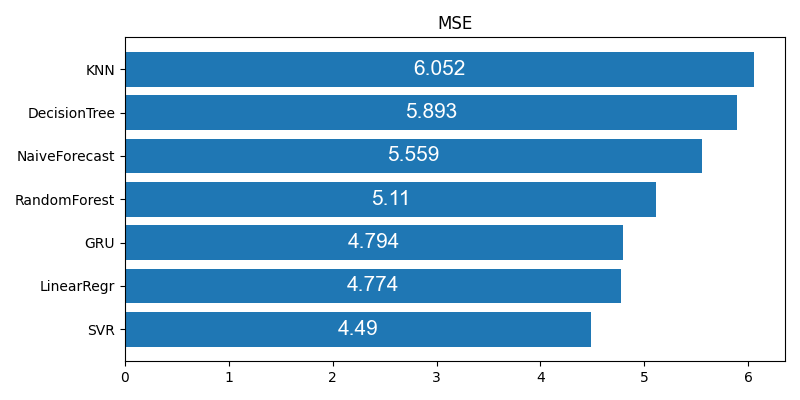 MSE
KNN 6.052
DecisionTree 5.893
NaiveForecast 5.559
RandomForest 5.11
GRU 4.794
LinearRegr 4.774
SVR 4.49
0 1 2 3 4 5 6